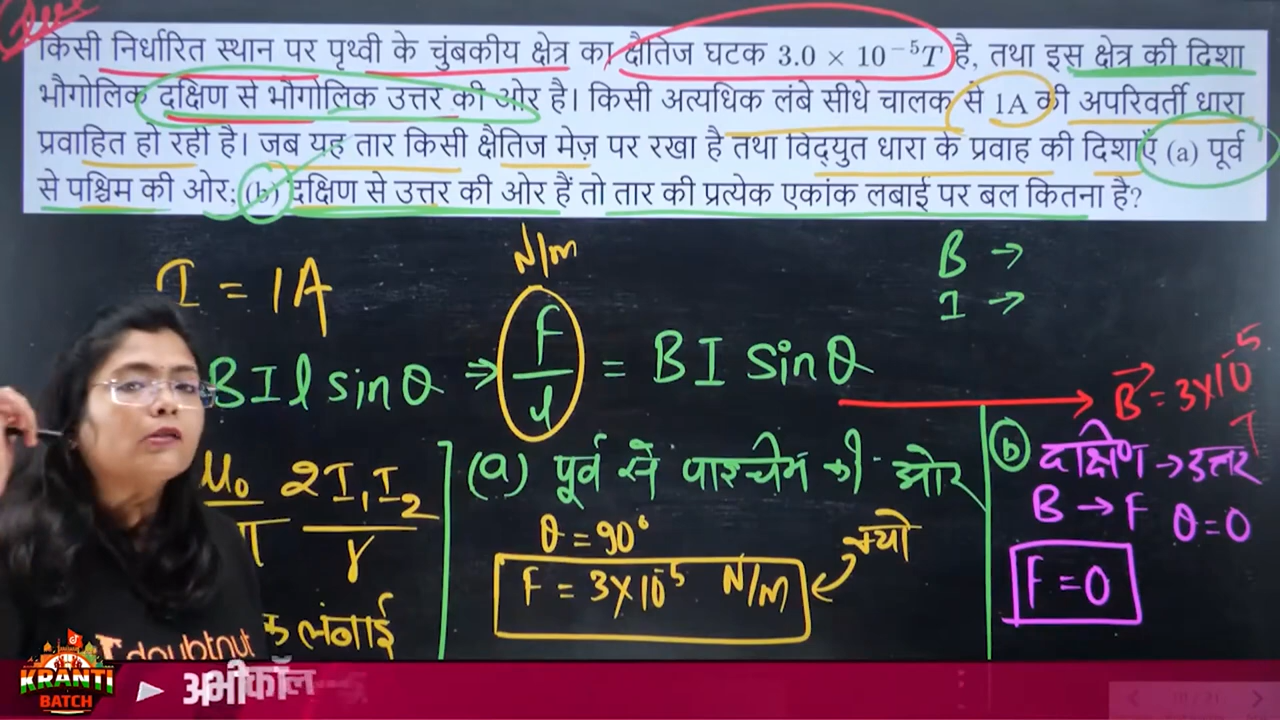 किसी निर्धारित स्थान पर पृथ्वी के चुंबकीय क्षेत्र का क्षैतिज घटक 3.0 × 10⁻⁵T है, तथा इस क्षेत्र की दिशा
भौगोलिक दक्षिण से भौगोलिक उत्तर की ओर है। किसी अत्यधिक लंबे सीधे चालक से 1A की अपरिवर्ती धारा
प्रवाहित हो रही है। जब यह तार किसी क्षैतिज मेज़ पर रखा है तथा विद्युत धारा के प्रवाह की दिशाएँ (a) पूर्व
से पश्चिम की ओर; (b) दक्षिण से उत्तर की ओर हैं तो तार की प्रत्येक एकांक लबाई पर बल कितना है?
I = 1A
N/m
B →
I →
BIl sinθ ⇒ F/l = BI sinθ
B⃗ = 3×10⁻⁵ T
μ₀ 2I₁I₂
r
लंबाई
(a) पूर्व से पश्चिम की ओर
θ = 90°
F = 3×10⁻⁵ N/m
क्यो
(b) दक्षिण → उत्तर
B → F θ = 0
F = 0
doubtnut
KRANTI
BATCH
अभी कॉल